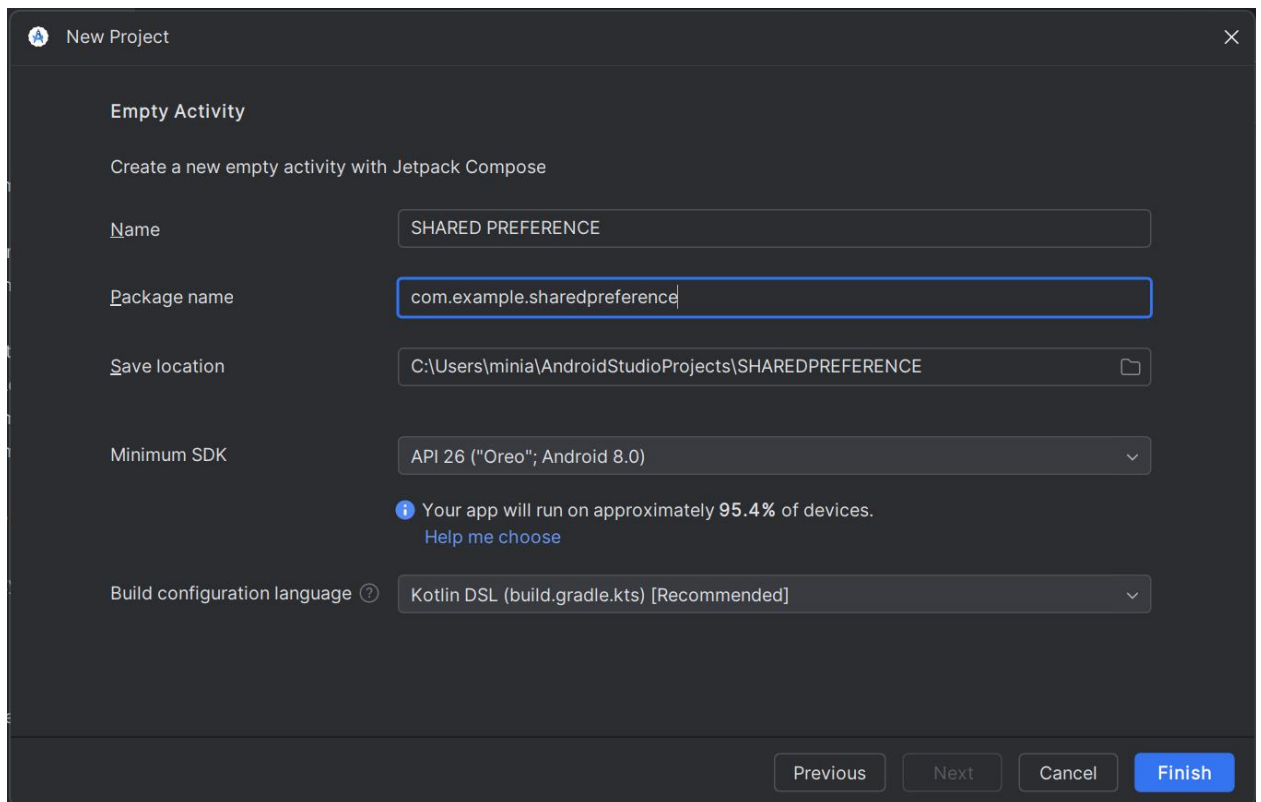 New Project
Empty Activity
Create a new empty activity with Jetpack Compose
Name SHARED PREFERENCE
Package name com.example.sharedpreference
Save location C:\Users\minia\AndroidStudioProjects\SHAREDPREFERENCE
Minimum SDK API 26 ("Oreo"; Android 8.0)
Your app will run on approximately 95.4% of devices.
Help me choose
Build configuration language ? Kotlin DSL (build.gradle.kts) [Recommended]
Previous Next Cancel Finish